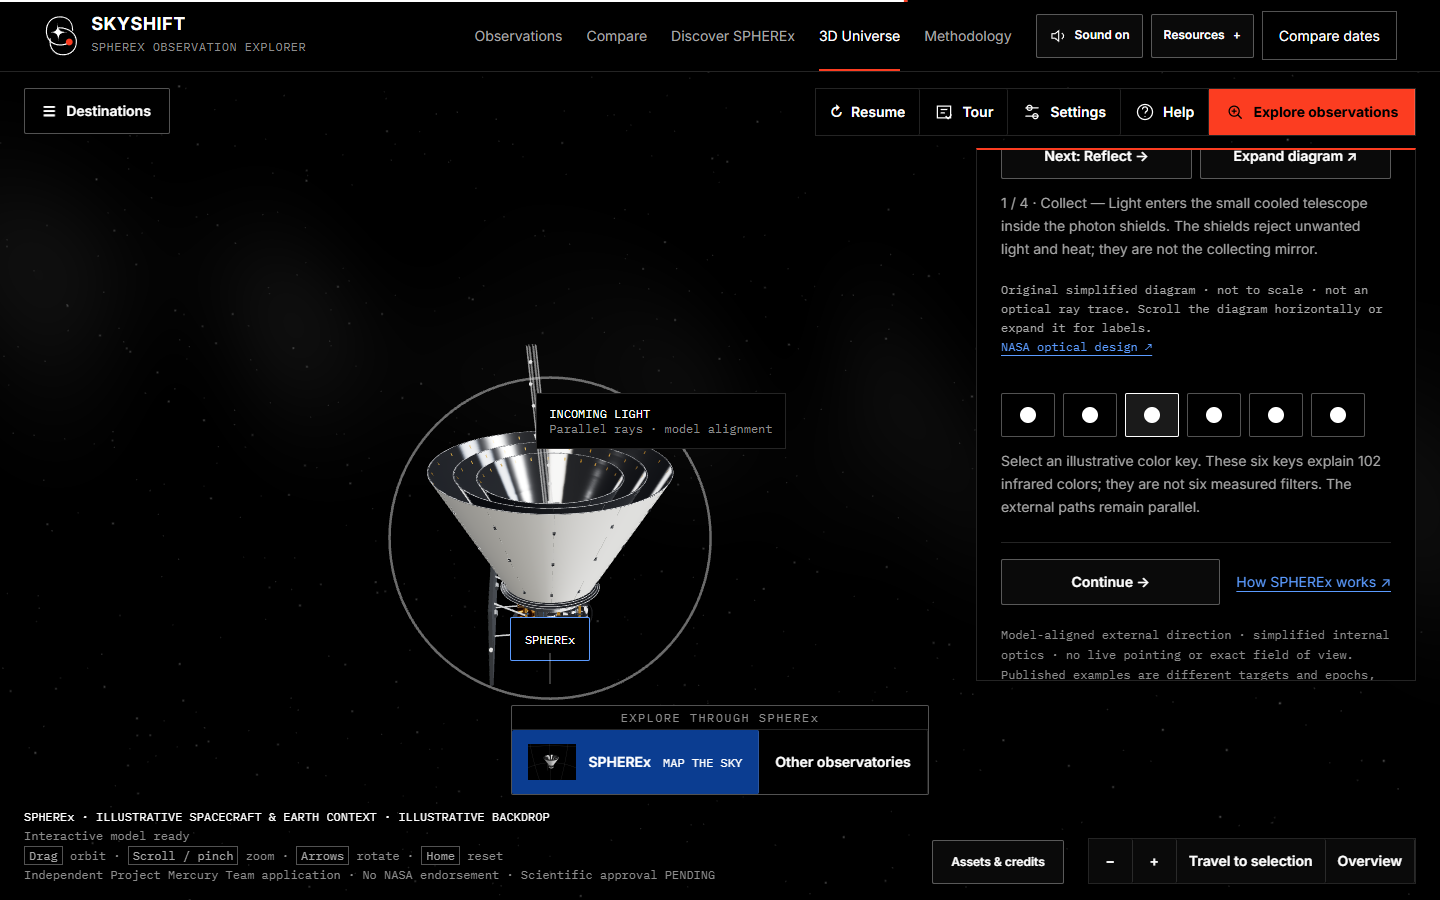 SKYSHIFT
SPHEREX OBSERVATION EXPLORER
Observations
Compare
Discover SPHEREx
3D Universe
Methodology
Sound on
Resources +
Compare dates
Destinations
Resume
Tour
Settings
Help
Explore observations
Next: Reflect →
Expand diagram ↗
1 / 4 · Collect — Light enters the small cooled telescope
inside the photon shields. The shields reject unwanted
light and heat; they are not the collecting mirror.
Original simplified diagram · not to scale · not an
optical ray trace. Scroll the diagram horizontally or
expand it for labels.
NASA optical design ↗
INCOMING LIGHT
Parallel rays · model alignment
Select an illustrative color key. These six keys explain 102
infrared colors; they are not six measured filters. The
external paths remain parallel.
Continue →
How SPHEREx works ↗
SPHEREx
Model-aligned external direction · simplified internal
optics · no live pointing or exact field of view.
Published examples are different targets and epochs,
EXPLORE THROUGH SPHEREx
SPHEREx MAP THE SKY
Other observatories
SPHEREx · ILLUSTRATIVE SPACECRAFT & EARTH CONTEXT · ILLUSTRATIVE BACKDROP
Interactive model ready
Drag orbit · Scroll / pinch zoom · Arrows rotate · Home reset
Independent Project Mercury Team application · No NASA endorsement · Scientific approval PENDING
Assets & credits
−
+
Travel to selection
Overview